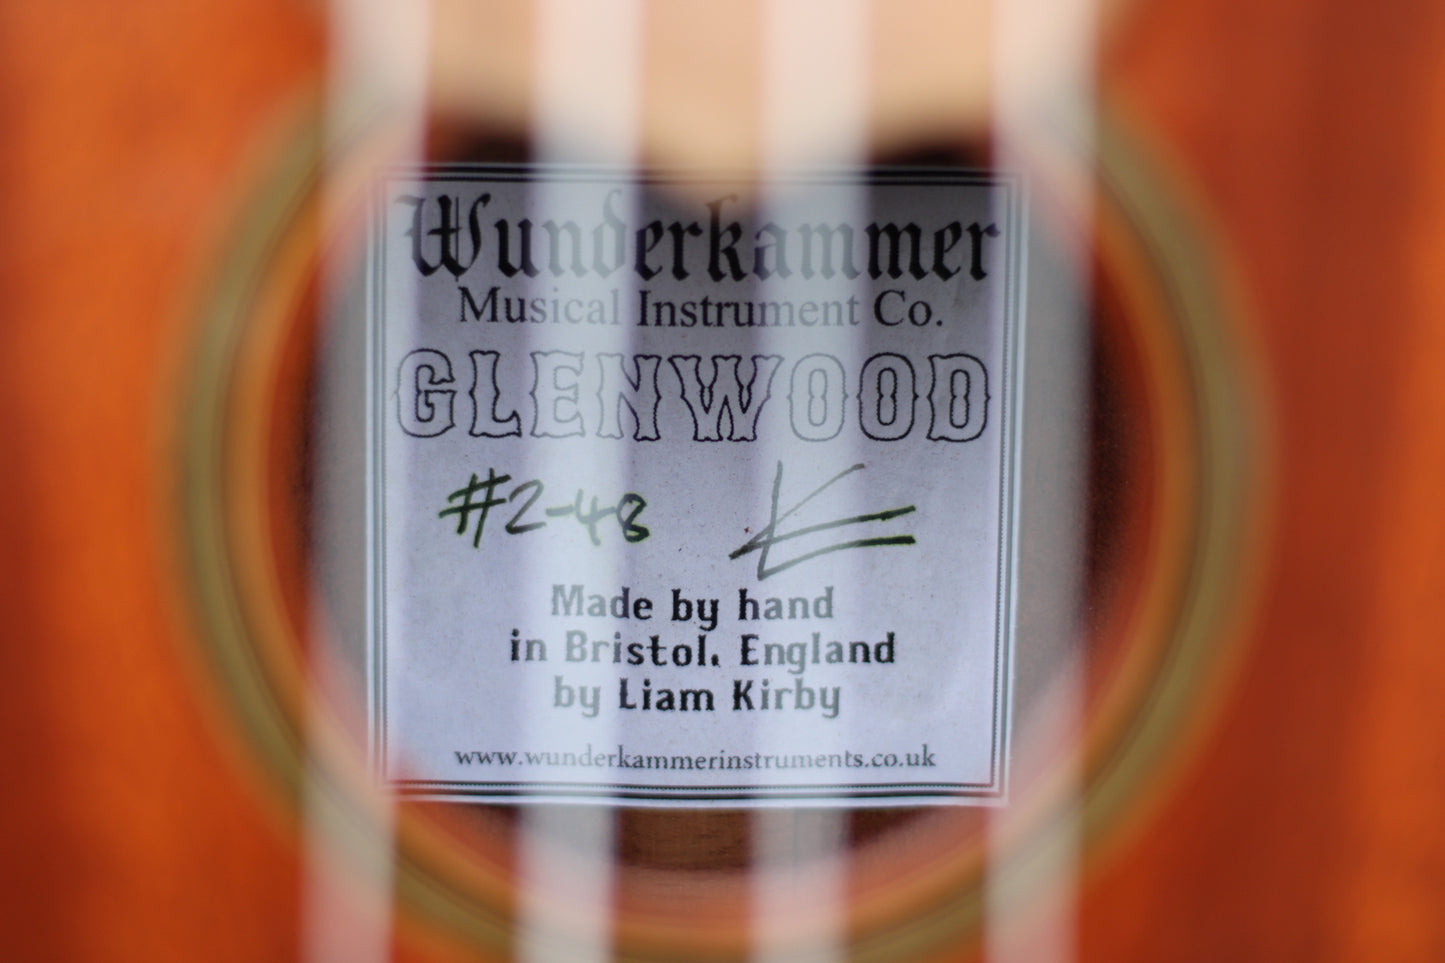 Wunderkammer
Musical Instrument Co.
GLENWOOD
#2-48
Made by hand
in Bristol, England
by Liam Kirby
www.wunderkammerinstruments.co.uk